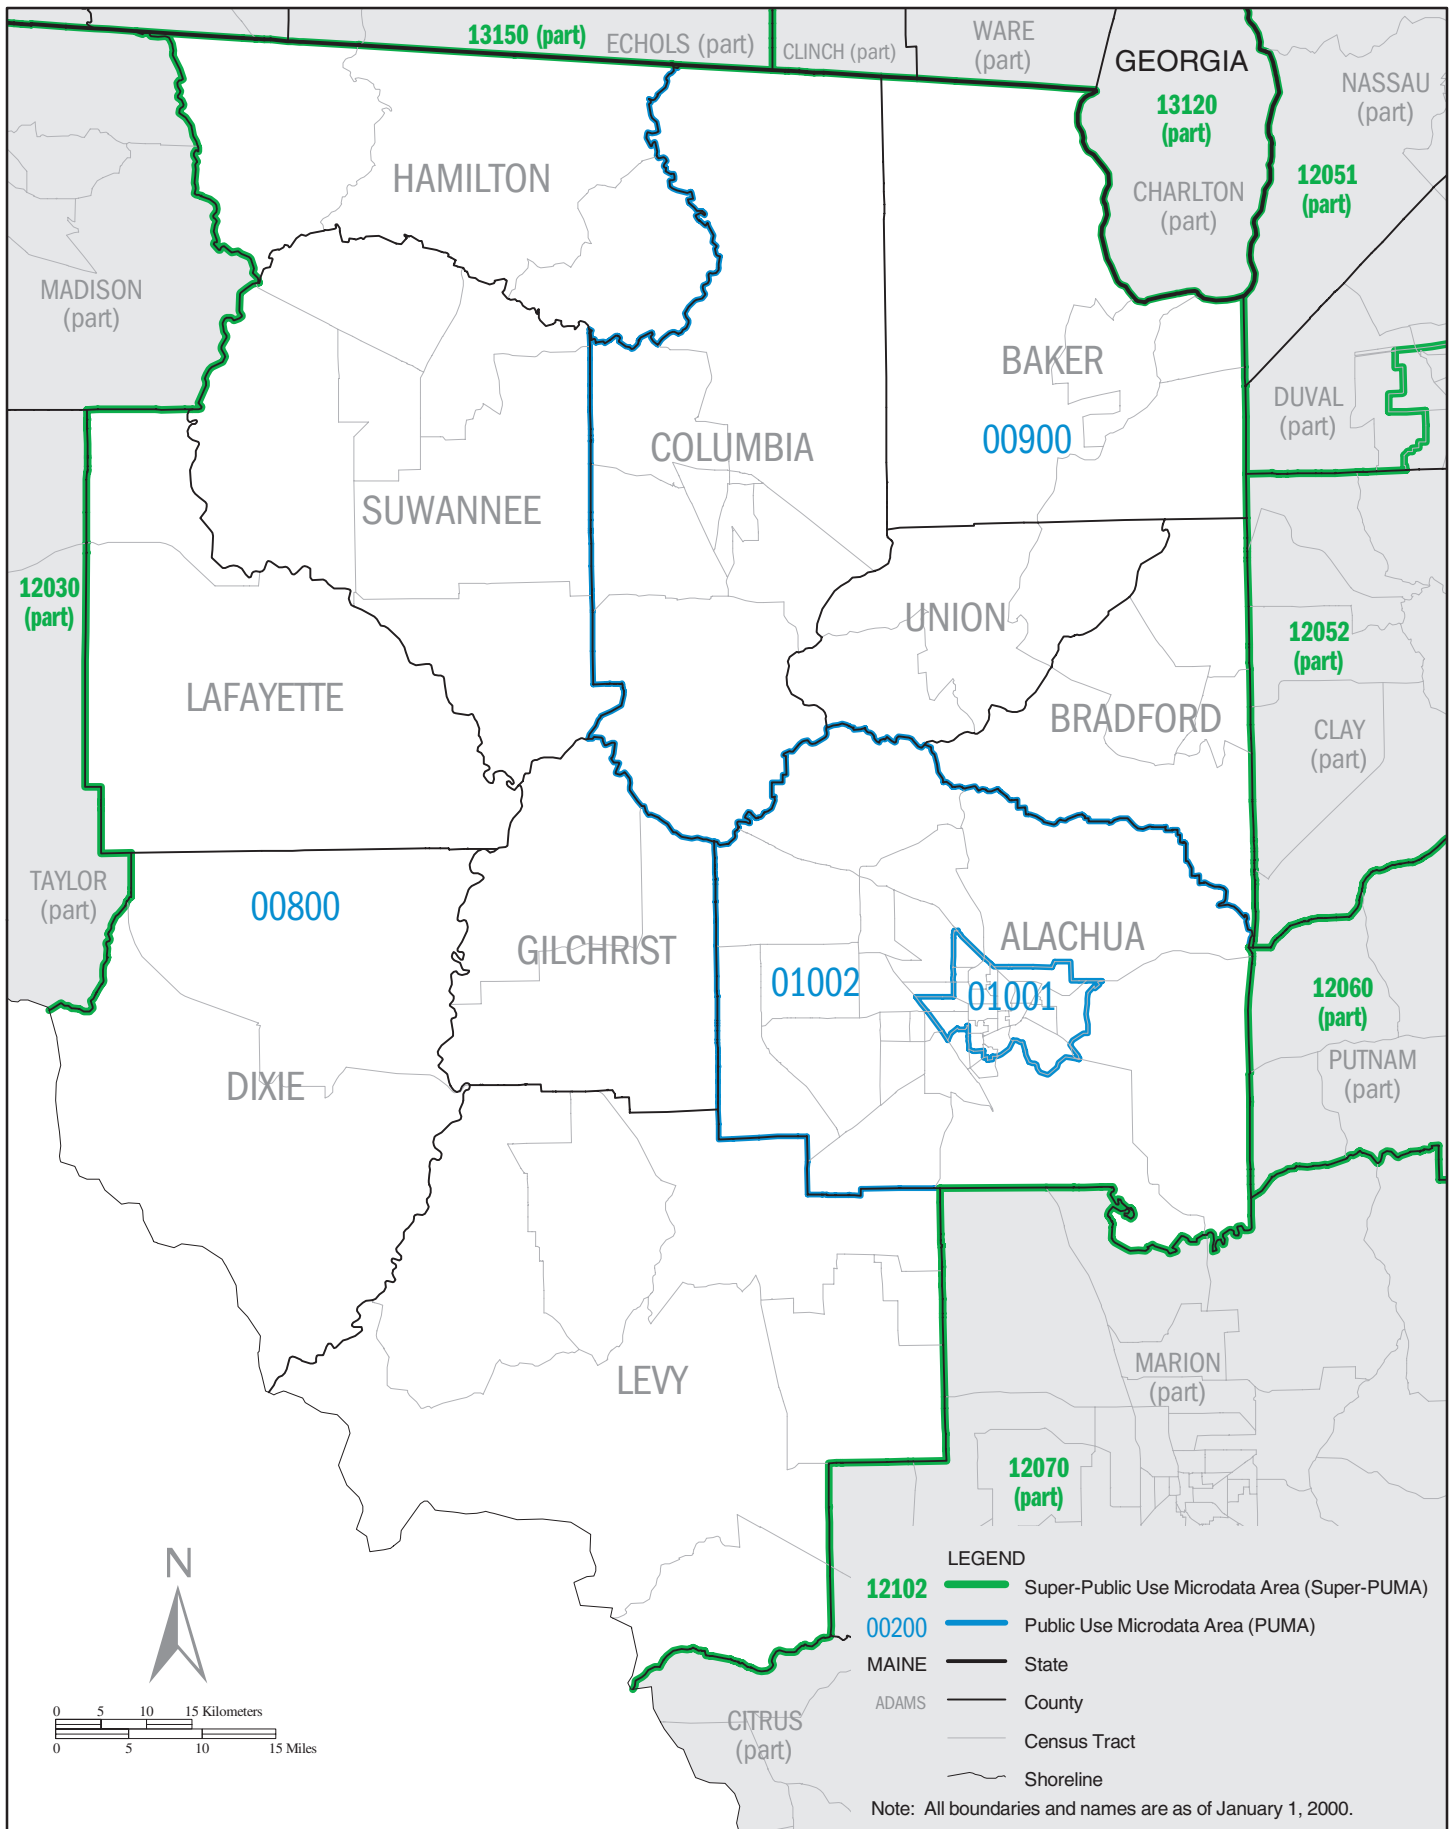 13150 (part)
ECHOLS (part)
CLINCH (part)
WARE
(part)
GEORGIA
NASSAU
(part)
13120
(part)
12051
(part)
HAMILTON
CHARLTON
(part)
MADISON
(part)
BAKER
DUVAL
(part)
00900
COLUMBIA
SUWANNEE
12030
(part)
UNION
12052
(part)
LAFAYETTE
BRADFORD
CLAY
(part)
TAYLOR
(part)
00800
GILCHRIST
ALACHUA
01002
01001
12060
(part)
DIXIE
PUTNAM
(part)
LEVY
MARION
(part)
12070
(part)
N
0 5 10 15 Kilometers
0 5 10 15 Miles
CITRUS
(part)
LEGEND
12102 Super-Public Use Microdata Area (Super-PUMA)
00200 Public Use Microdata Area (PUMA)
MAINE State
ADAMS County
Census Tract
Shoreline
Note: All boundaries and names are as of January 1, 2000.